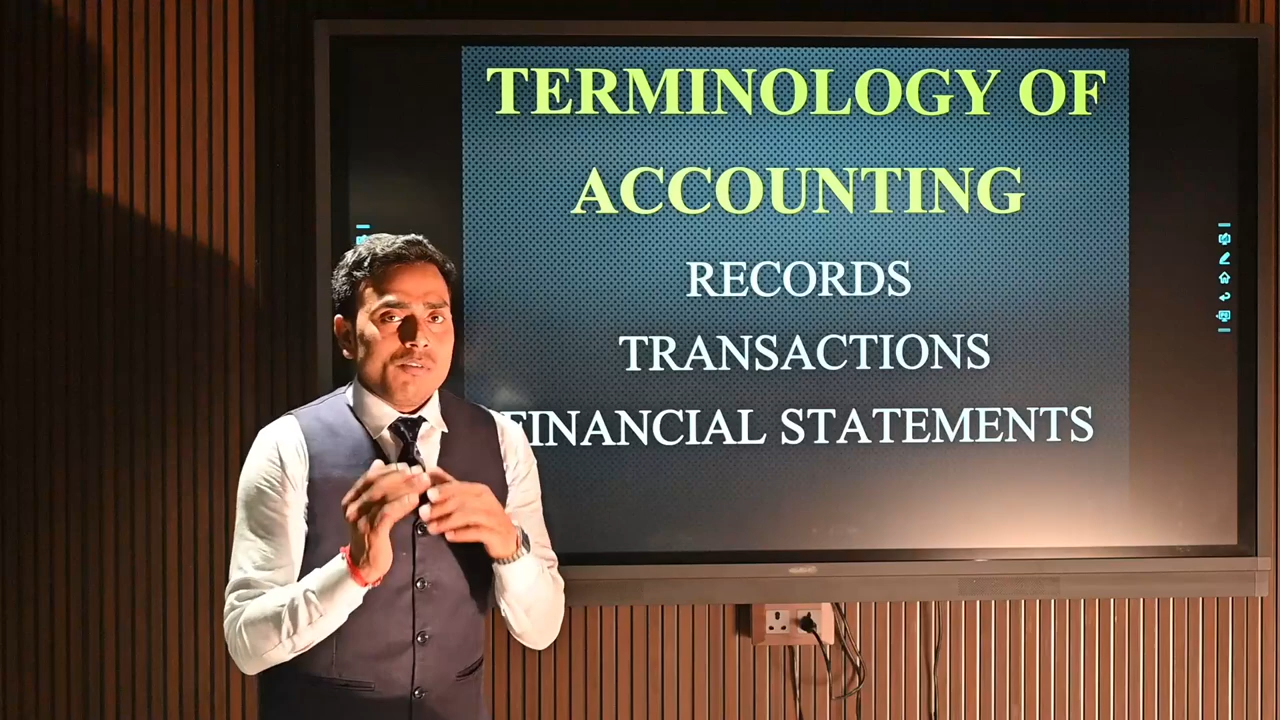 TERMINOLOGY OF
ACCOUNTING
RECORDS
TRANSACTIONS
FINANCIAL STATEMENTS